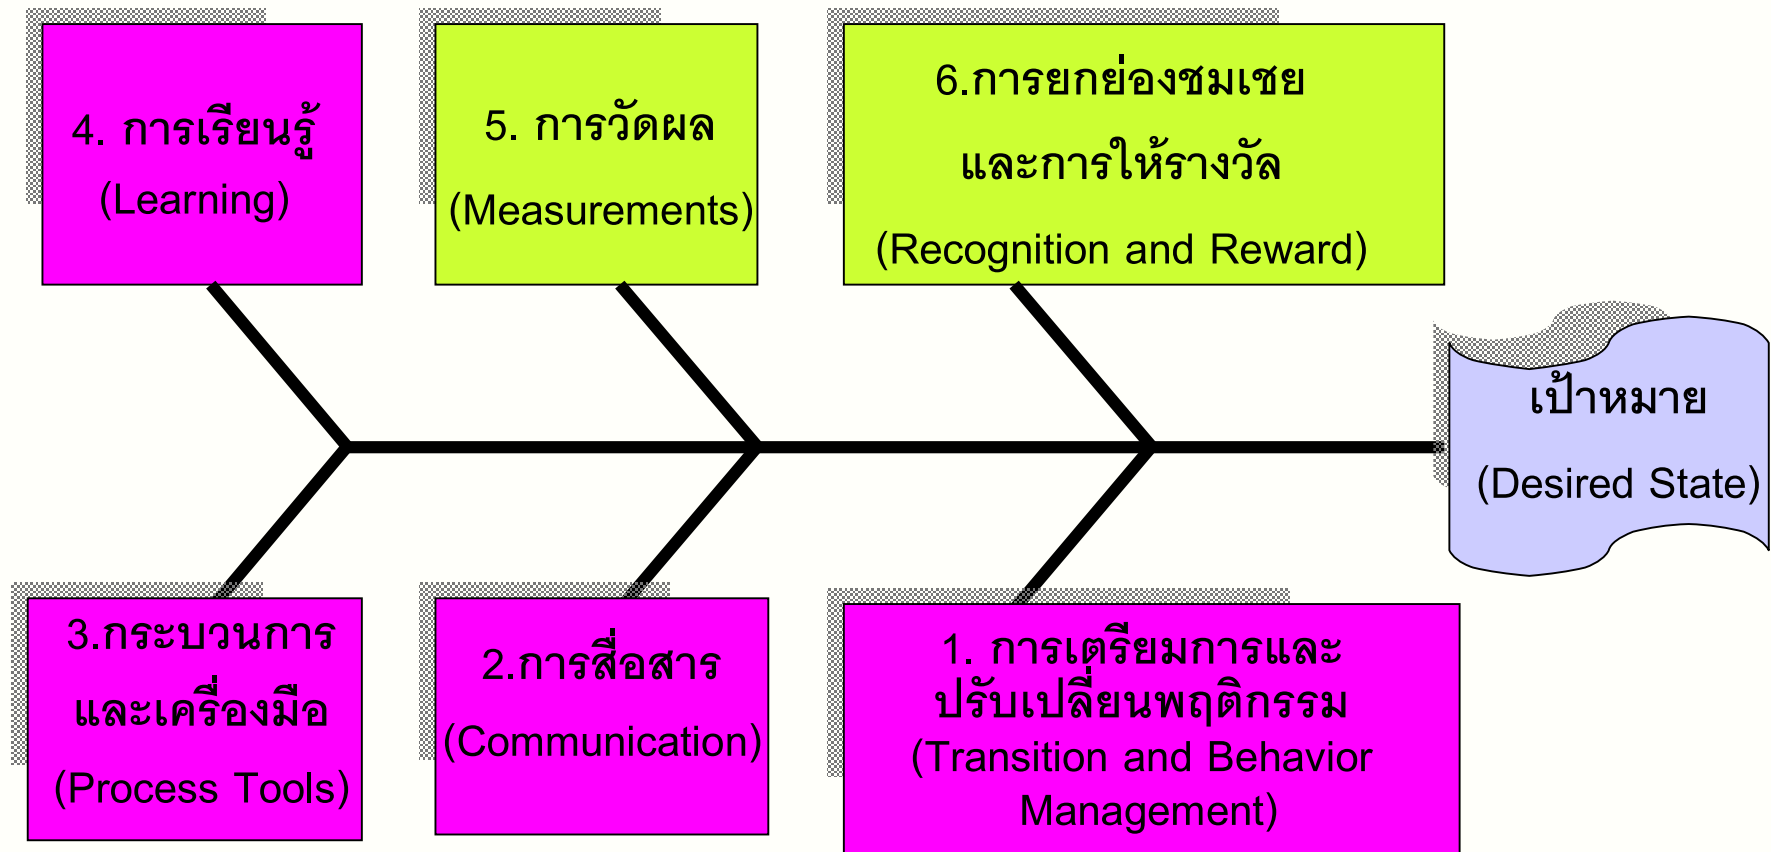 4. การเรียนรู้
(Learning)
5. การวัดผล
(Measurements)
6.การยกย่องชมเชย
และการให้รางวัล
(Recognition and Reward)
เป้าหมาย
(Desired State)
3.กระบวนการ
และเครื่องมือ
(Process Tools)
2.การสื่อสาร
(Communication)
1. การเตรียมการและ
ปรับเปลี่ยนพฤติกรรม
(Transition and Behavior
Management)